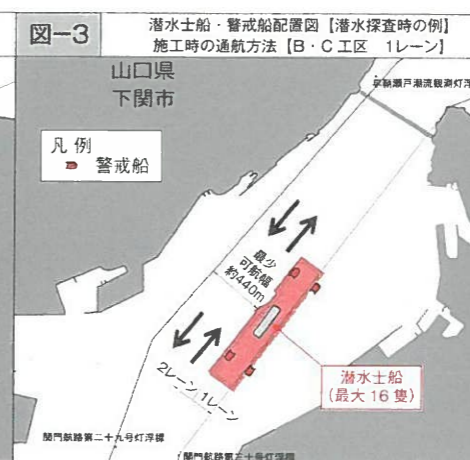 図－3
潜水士船・警戒船配置図【潜水探査時の例】
施工時の通航方法【B・C工区 1レーン】
山口県
下関市
早鞆瀬戸潮流観測灯浮
凡例
警戒船
最少
可航幅
約440m
2レーン
1レーン
潜水士船
(最大16隻)
関門航路第二十九号灯浮標
関門航路第三十号灯浮標